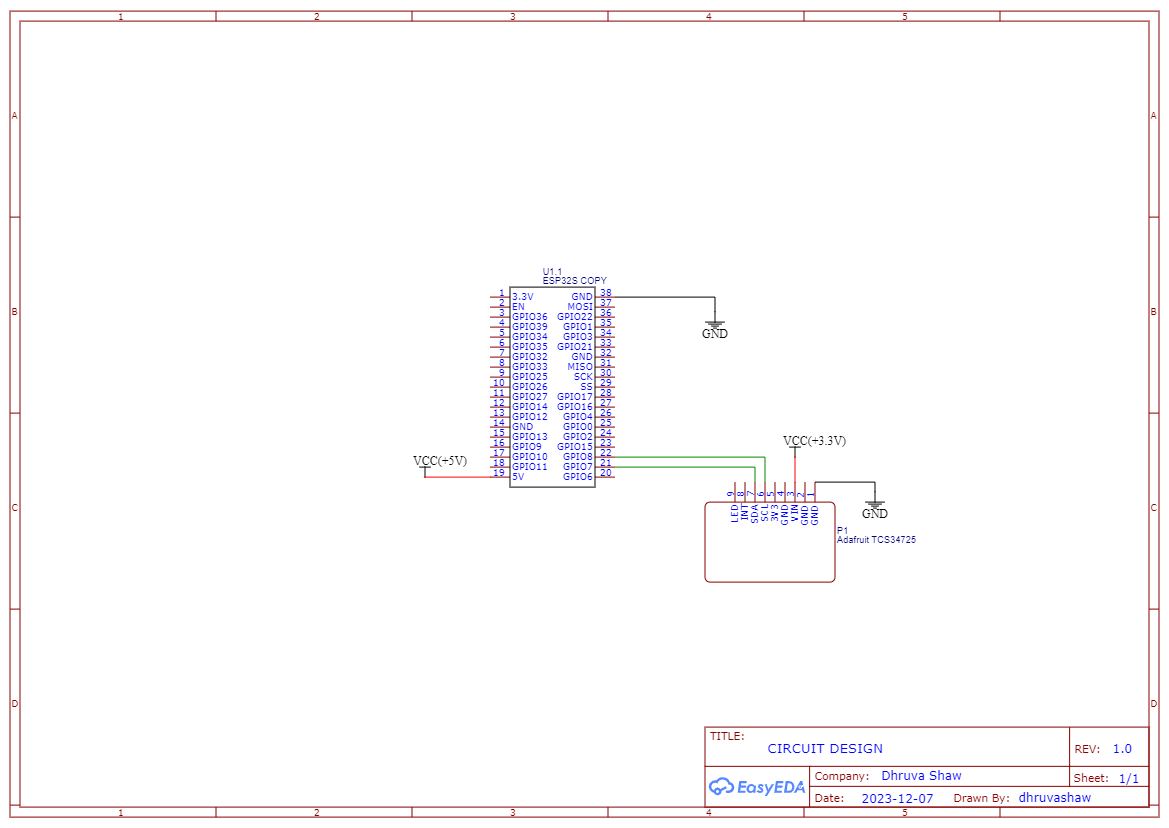 1 2 3 4 5
A A
B B
C C
D D
U1.1
ESP32S COPY
1 3.3V GND 38
2 EN MOSI 37
3 GPIO36 GPIO22 36
4 GPIO39 GPIO1 35
5 GPIO34 GPIO3 34
6 GPIO35 GPIO21 33
7 GPIO32 GND 32
8 GPIO33 MISO 31
9 GPIO25 SCK 30
10 GPIO26 SS 29
11 GPIO27 GPIO17 28
12 GPIO14 GPIO16 27
13 GPIO12 GPIO4 26
14 GND GPIO0 25
15 GPIO13 GPIO2 24
16 GPIO9 GPIO15 23
17 GPIO10 GPIO8 22
18 GPIO11 GPIO7 21
19 5V GPIO6 20
GND
VCC(+5V)
VCC(+3.3V)
9 8 7 6 5 4 3 2 1
LED INT SDA SCL 3V3 GND VIN GND GND
GND
P1
Adafruit TCS34725
TITLE:
CIRCUIT DESIGN
REV: 1.0
EasyEDA
Company: Dhruva Shaw
Sheet: 1/1
Date: 2023-12-07 Drawn By: dhruvashaw
1 2 3 4 5